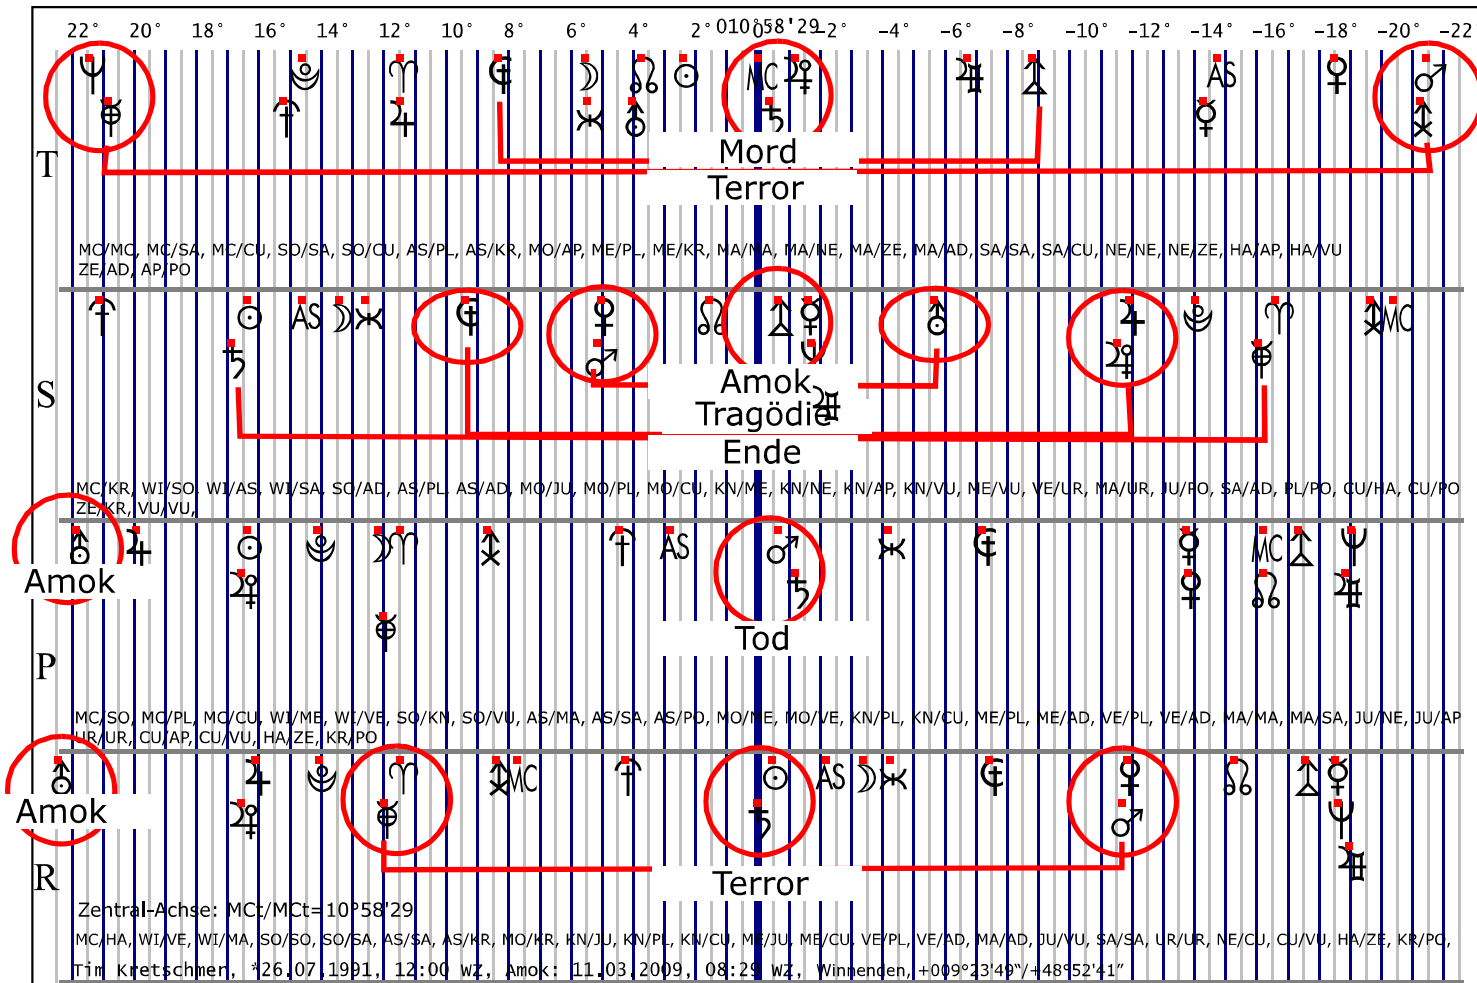 22° 20° 16° 14° 12° 10° 8° 6° 4° 2° 010°58'29 0 -2° -4° -6° -8° -10° -12° -14° -16° -18° -20° -22
MC AS
Mord
T
Terror
MC/MC, MC/SA, MC/CU, SO/SA, SO/CU, AS/PL, AS/KR, MO/AP, ME/PL, ME/KR, MA/MA, MA/NE, MA/ZE, MA/AD, SA/SA, SA/CU, NE/NE, NE/ZE, HA/AP, HA/VU
ZE/AD, AP/PO
AS MC
S
Amok
Tragödie
Ende
MC/KR, WI/SO, WI/AS, WI/SA, SO/AD, AS/PL, AS/AD, MO/JU, MO/PL, MO/CU, KN/ME, KN/NE, KN/AP, KN/VU, ME/VU, VE/UR, MA/UR, JU/PO, SA/AD, PL/PO, CU/HA, CU/PO
ZE/KR, VU/VU,
AS MC
Amok
Tod
P
MC/SO, MC/PL, MC/CU, WI/ME, WI/VE, SO/KN, SO/VU, AS/MA, AS/SA, AS/PO, MO/ME, MO/VE, KN/PL, KN/CU, ME/PL, ME/AD, VE/PL, VE/AD, MA/MA, MA/SA, JU/NE, JU/AP
UR/UR, CU/AP, CU/VU, HA/ZE, KR/PO
MC AS
Amok
R
Terror
Zentral-Achse: MCt/MCt=10°58'29
MC/HA, WI/VE, WI/MA, SO/SO, SO/SA, AS/SA, AS/KR, MO/KR, KN/JU, KN/PL, KN/CU, ME/JU, ME/CU, VE/PL, VE/AD, MA/AD, JU/VU, SA/SA, UR/UR, NE/CU, CU/VU, HA/ZE, KR/PO,
Tim Kretschmer, *26.07.1991, 12:00 WZ, Amok: 11.03.2009, 08:29 WZ, Winnenden, +009°23'49"/+48°52'41"